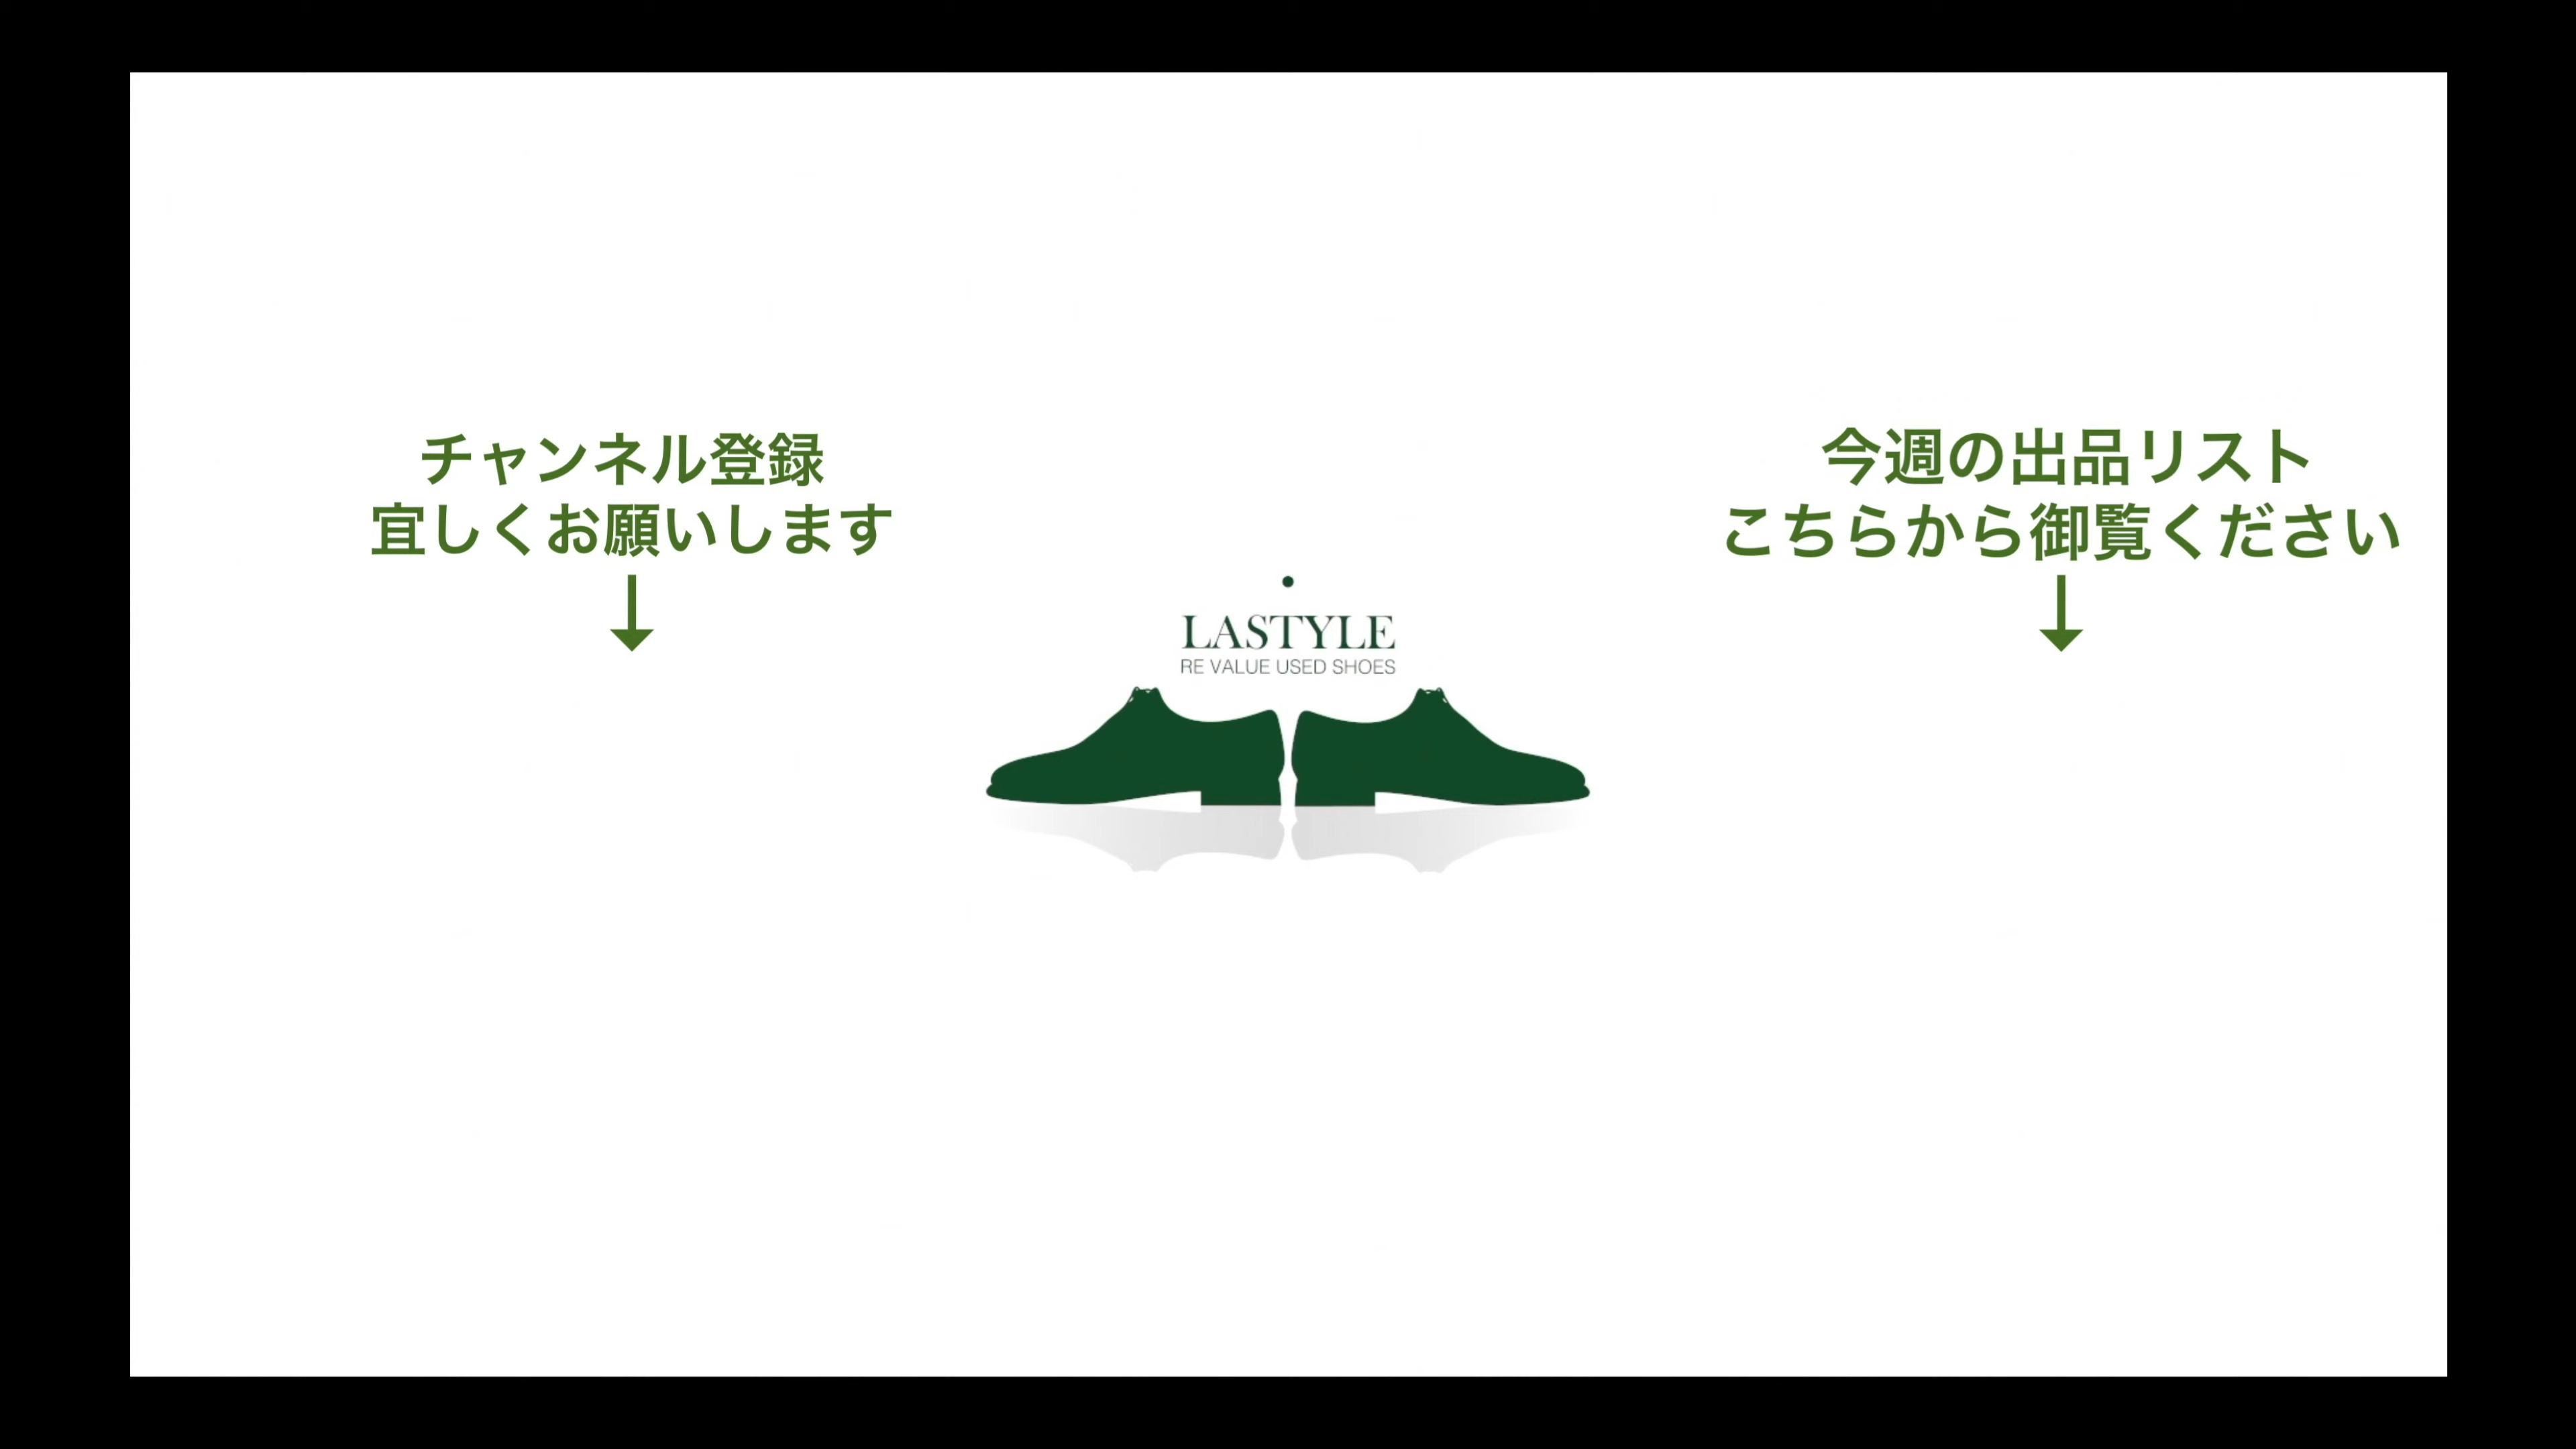 チャンネル登録
宜しくお願いします
↓
LASTYLE
RE VALUE USED SHOES
今週の出品リスト
こちらから御覧ください
↓